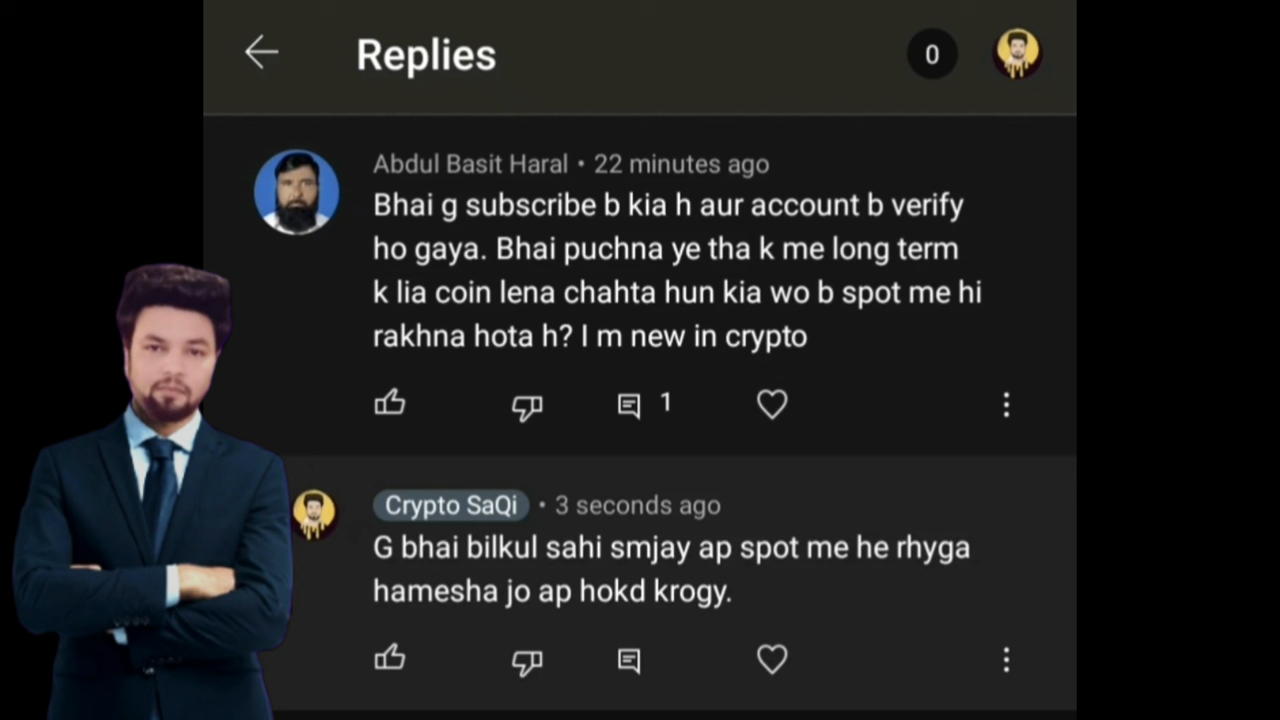 Replies
0
Abdul Basit Haral • 22 minutes ago
Bhai g subscribe b kia h aur account b verify
ho gaya. Bhai puchna ye tha k me long term
k lia coin lena chahta hun kia wo b spot me hi
rakhna hota h? I m new in crypto
1
Crypto SaQi • 3 seconds ago
G bhai bilkul sahi smjay ap spot me he rhyga
hamesha jo ap hokd krogy.